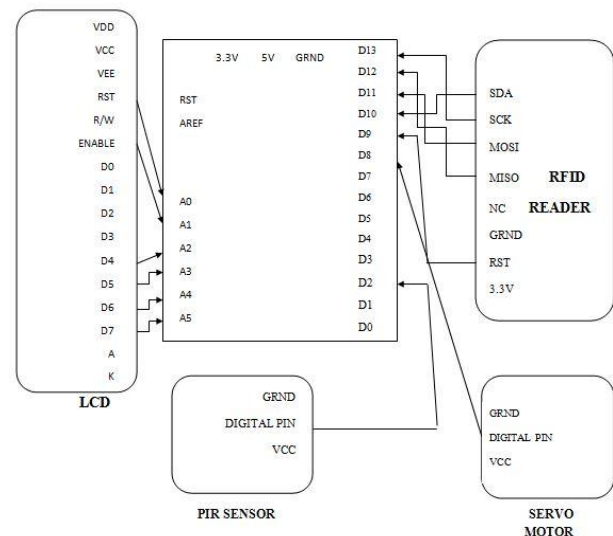 VDD
VCC
VEE
RST
R/W
ENABLE
D0
D1
D2
D3
D4
D5
D6
D7
A
K
LCD
3.3V 5V GRND
RST
AREF
A0
A1
A2
A3
A4
A5
D13
D12
D11
D10
D9
D8
D7
D6
D5
D4
D3
D2
D1
D0
SDA
SCK
MOSI
MISO RFID
NC READER
GRND
RST
3.3V
GRND
DIGITAL PIN
VCC
PIR SENSOR
GRND
DIGITAL PIN
VCC
SERVO
MOTOR